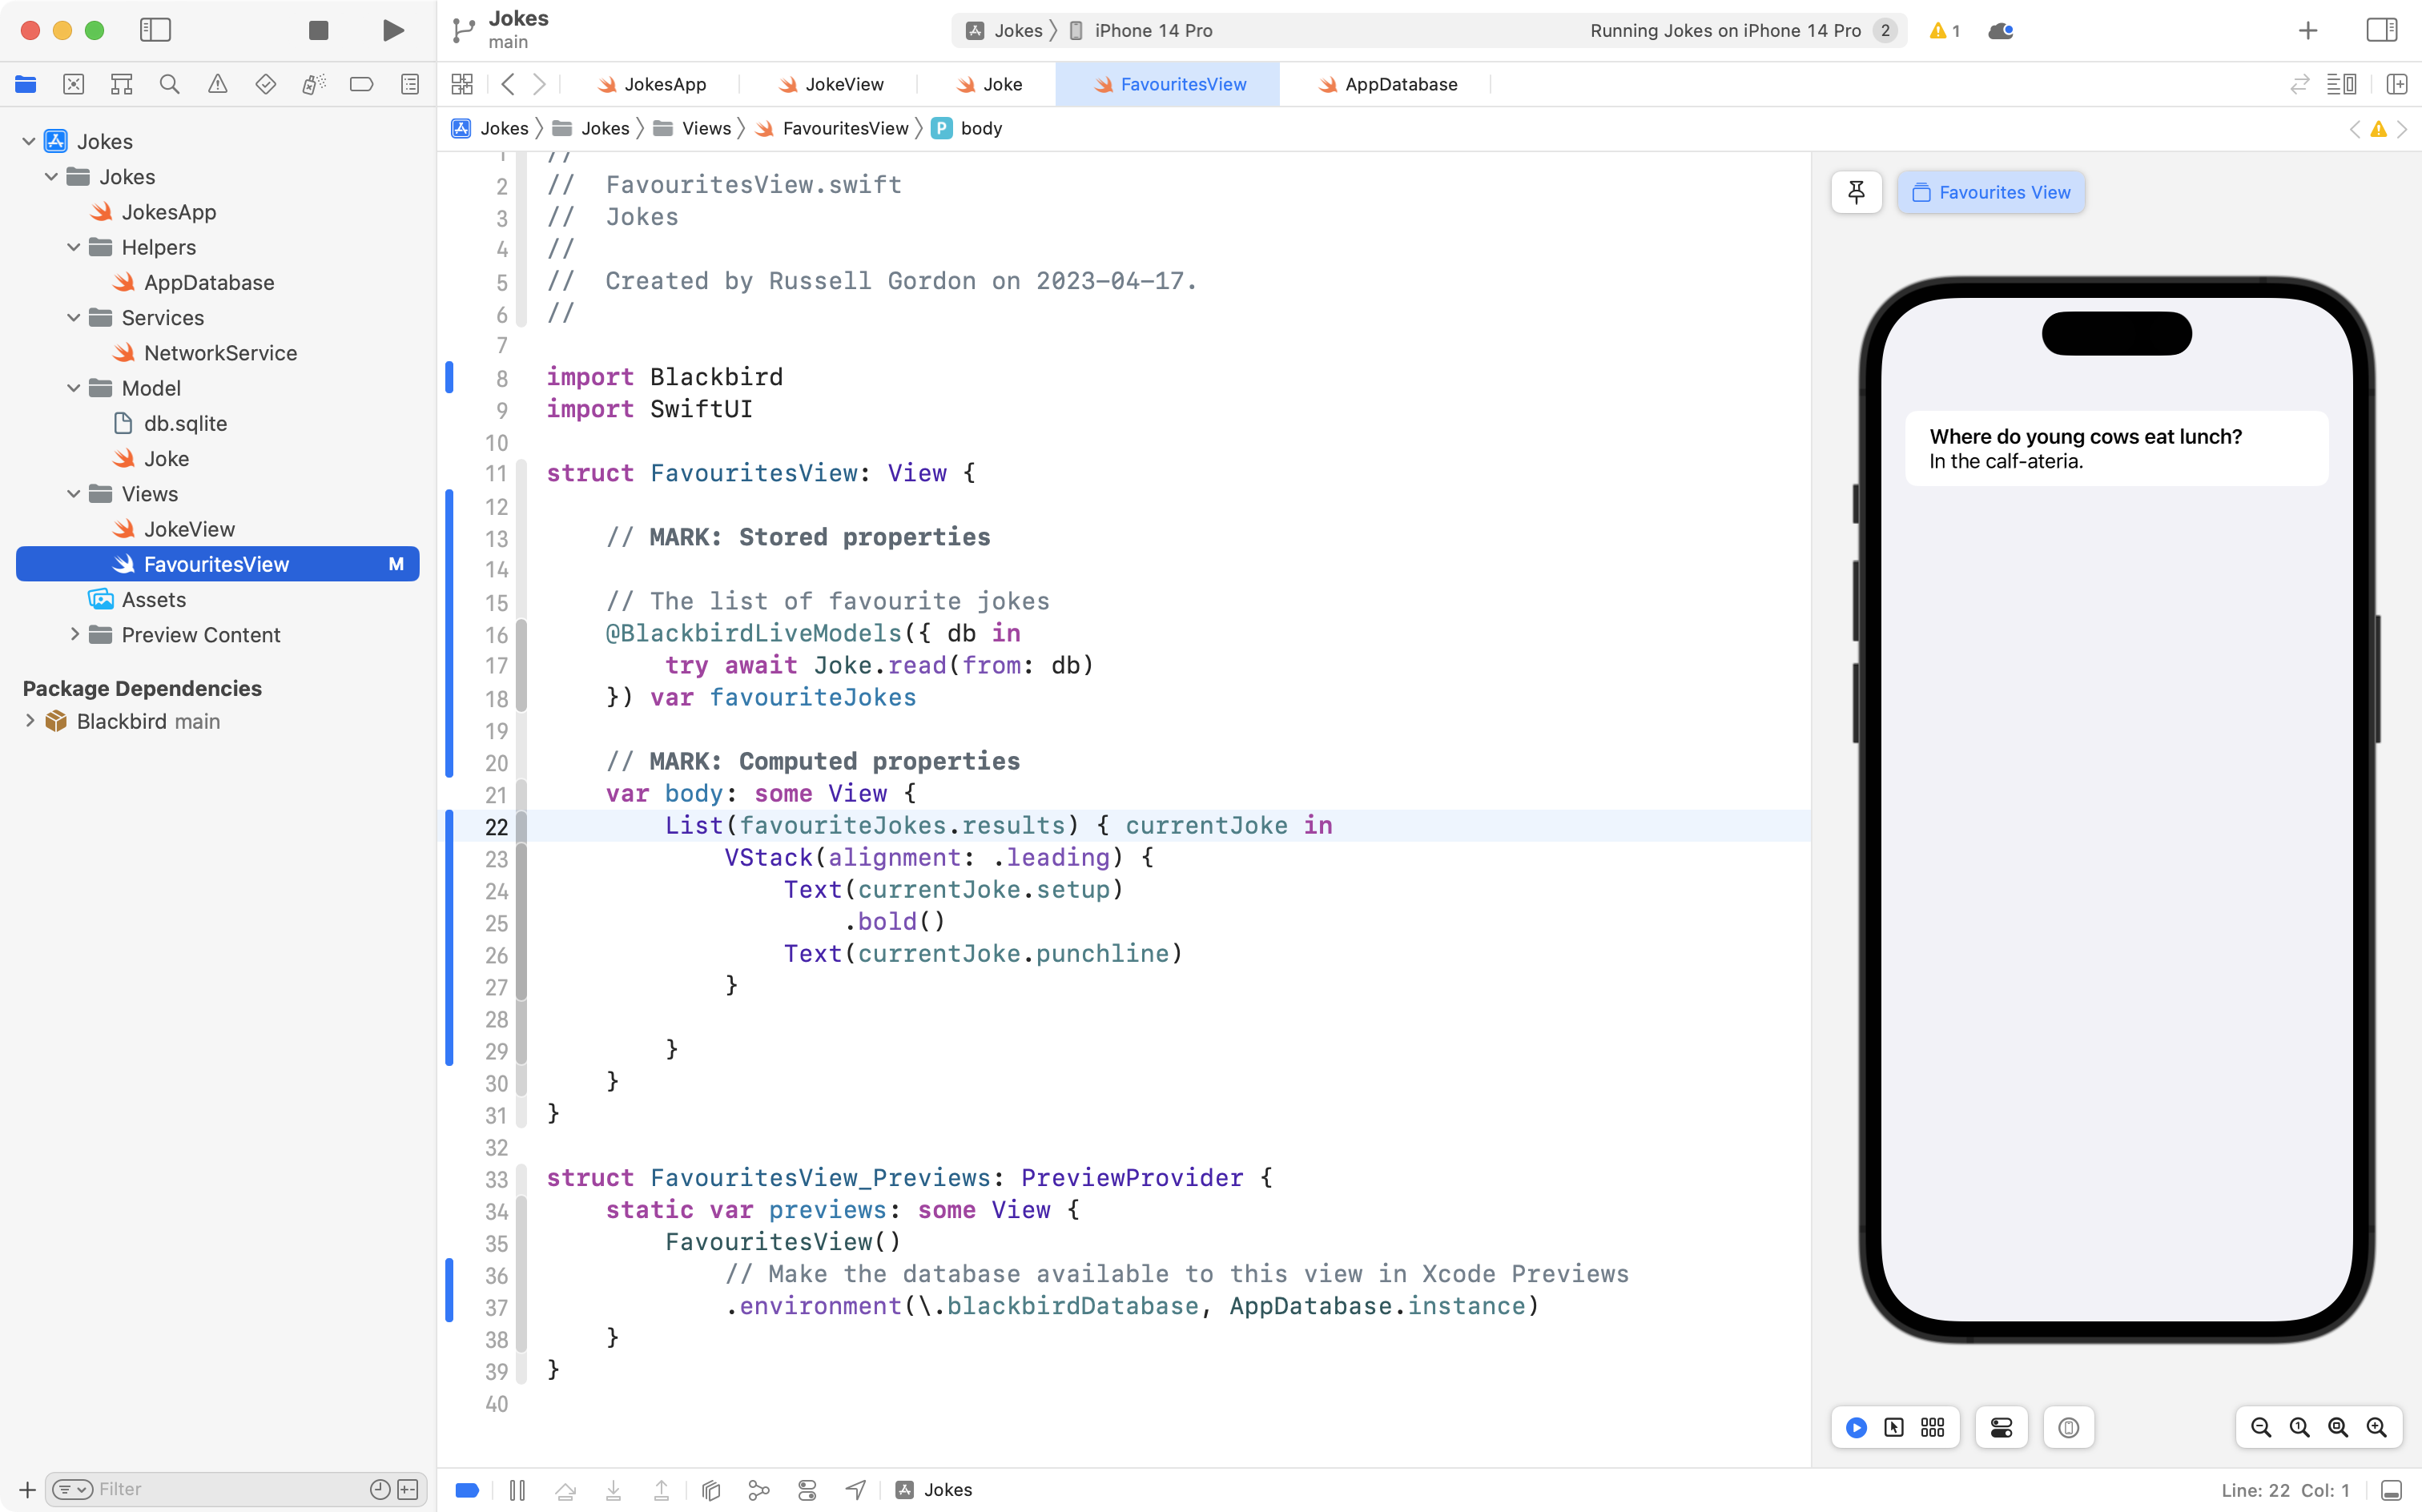 Jokes
main
Jokes
iPhone 14 Pro
Running Jokes on iPhone 14 Pro
2
1
JokesApp
JokeView
Joke
FavouritesView
AppDatabase
Jokes
Jokes
Views
FavouritesView
P
body
Jokes
Jokes
JokesApp
Helpers
AppDatabase
Services
NetworkService
Model
db.sqlite
Joke
Views
JokeView
FavouritesView M
Assets
Preview Content
Package Dependencies
Blackbird main
Filter
1 //
2 //  FavouritesView.swift
3 //  Jokes
4 //
5 //  Created by Russell Gordon on 2023-04-17.
6 //
7
8 import Blackbird
9 import SwiftUI
10
11 struct FavouritesView: View {
12
13     // MARK: Stored properties
14
15     // The list of favourite jokes
16     @BlackbirdLiveModels({ db in
17         try await Joke.read(from: db)
18     }) var favouriteJokes
19
20     // MARK: Computed properties
21     var body: some View {
22         List(favouriteJokes.results) { currentJoke in
23             VStack(alignment: .leading) {
24                 Text(currentJoke.setup)
25                     .bold()
26                 Text(currentJoke.punchline)
27             }
28
29         }
30     }
31 }
32
33 struct FavouritesView_Previews: PreviewProvider {
34     static var previews: some View {
35         FavouritesView()
36             // Make the database available to this view in Xcode Previews
37             .environment(\.blackbirdDatabase, AppDatabase.instance)
38     }
39 }
40
Favourites View
Where do young cows eat lunch?
In the calf-ateria.
Jokes
Line: 22 Col: 1